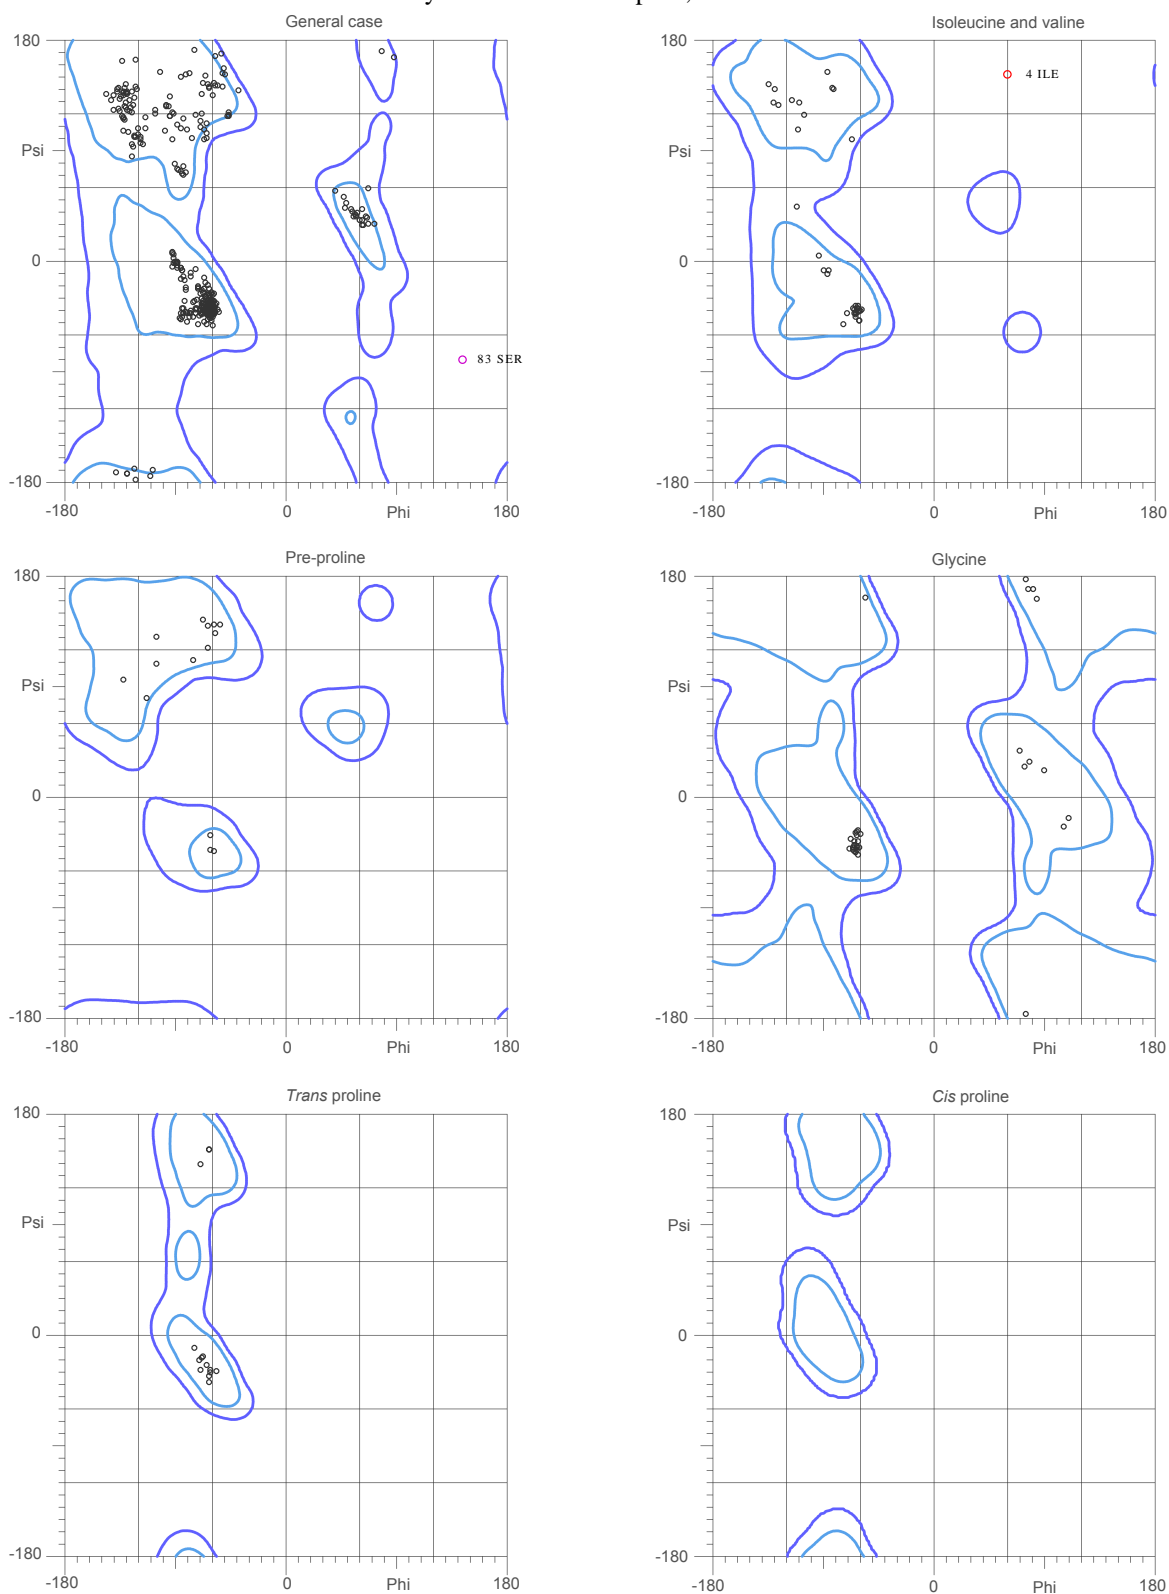 General case
Isoleucine and valine
180
180
4 ILE
Psi
Psi
0
0
83 SER
-180
-180
-180
0
Phi
180
-180
0
Phi
180
Pre-proline
Glycine
180
180
Psi
Psi
0
0
-180
-180
-180
0
Phi
180
-180
0
Phi
180
Trans proline
Cis proline
180
180
Psi
Psi
0
0
-180
-180
-180
0
Phi
180
-180
0
Phi
180